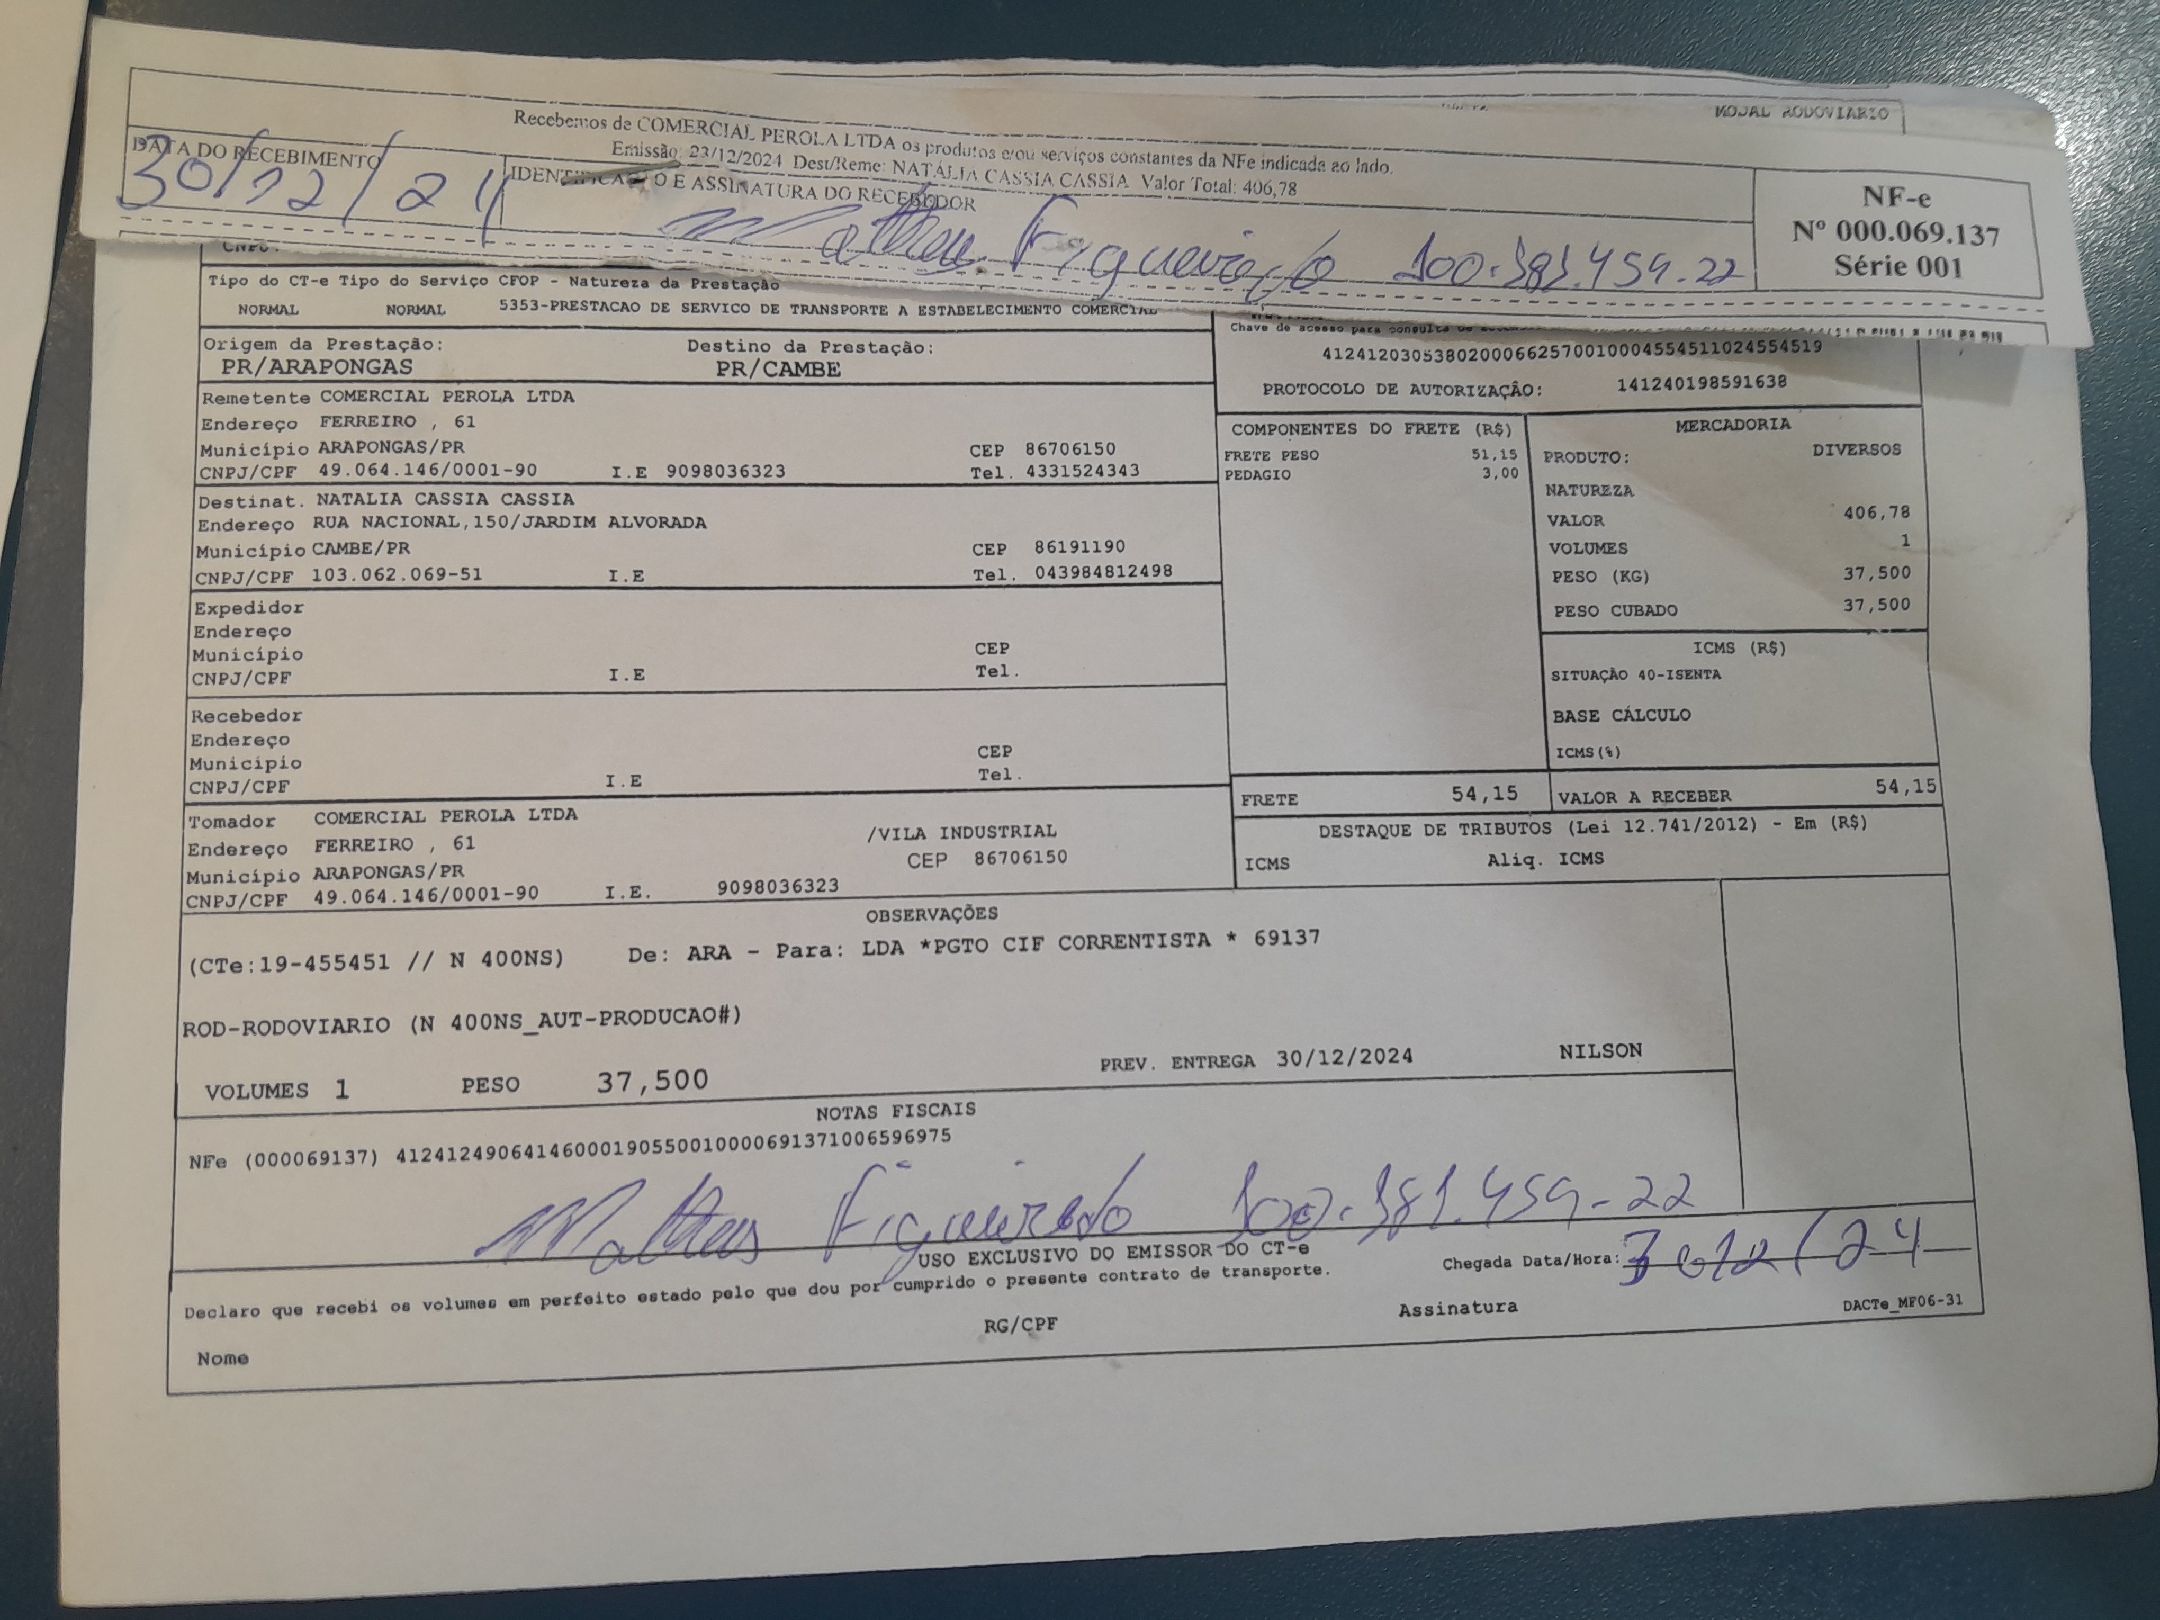 MODAL RODOVIARIO
Recebemos de COMERCIAL PEROLA LTDA os produtos e/ou serviços constantes da NFe indicada ao lado.
Emissão: 23/12/2024 Dest/Reme: NATALIA CASSIA CASSIA Valor Total: 406,78
DATA DO RECEBIMENTO
IDENTIFICAÇÃO E ASSINATURA DO RECEBEDOR
30/12/24
Matheus Figueiredo 100.381.459-22
NF-e
Nº 000.069.137
Série 001
Tipo do CT-e Tipo do Serviço CFOP - Natureza da Prestação
NORMAL NORMAL 5353-PRESTACAO DE SERVICO DE TRANSPORTE A ESTABELECIMENTO COMERCIAL
Chave de acesso para consulta de
41241203053802000662570010004554511024554519
PROTOCOLO DE AUTORIZAÇÂO: 141240198591638
Origem da Prestação: Destino da Prestação:
PR/ARAPONGAS PR/CAMBE
Remetente COMERCIAL PEROLA LTDA
Endereço FERREIRO , 61
Município ARAPONGAS/PR CEP 86706150
CNPJ/CPF 49.064.146/0001-90 I.E 9098036323 Tel. 4331524343
Destinat. NATALIA CASSIA CASSIA
Endereço RUA NACIONAL,150/JARDIM ALVORADA
Município CAMBE/PR CEP 86191190
CNPJ/CPF 103.062.069-51 I.E Tel. 043984812498
Expedidor
Endereço
Município CEP
CNPJ/CPF I.E Tel.
Recebedor
Endereço
Município CEP
CNPJ/CPF I.E Tel.
Tomador COMERCIAL PEROLA LTDA
Endereço FERREIRO , 61 /VILA INDUSTRIAL
Município ARAPONGAS/PR CEP 86706150
CNPJ/CPF 49.064.146/0001-90 I.E. 9098036323
COMPONENTES DO FRETE (R$)
FRETE PESO 51,15
PEDAGIO 3,00
MERCADORIA
PRODUTO: DIVERSOS
NATUREZA
VALOR 406,78
VOLUMES 1
PESO (KG) 37,500
PESO CUBADO 37,500
ICMS (R$)
SITUAÇÃO 40-ISENTA
BASE CÁLCULO
ICMS(%)
FRETE 54,15 VALOR A RECEBER 54,15
DESTAQUE DE TRIBUTOS (Lei 12.741/2012) - Em (R$)
ICMS Aliq. ICMS
OBSERVAÇÕES
(CTe:19-455451 // N 400NS) De: ARA - Para: LDA *PGTO CIF CORRENTISTA * 69137
ROD-RODOVIARIO (N 400NS_AUT-PRODUCAO#)
VOLUMES 1 PESO 37,500 PREV. ENTREGA 30/12/2024 NILSON
NOTAS FISCAIS
NFe (000069137) 41241249064146000190550010000691371006596975
Matheus Figueiredo 100.381.459-22
USO EXCLUSIVO DO EMISSOR DO CT-e
Chegada Data/Hora: 30/12/24
Declaro que recebi os volumes em perfeito estado pelo que dou por cumprido o presente contrato de transporte.
Nome RG/CPF Assinatura DACTe_MF06-31